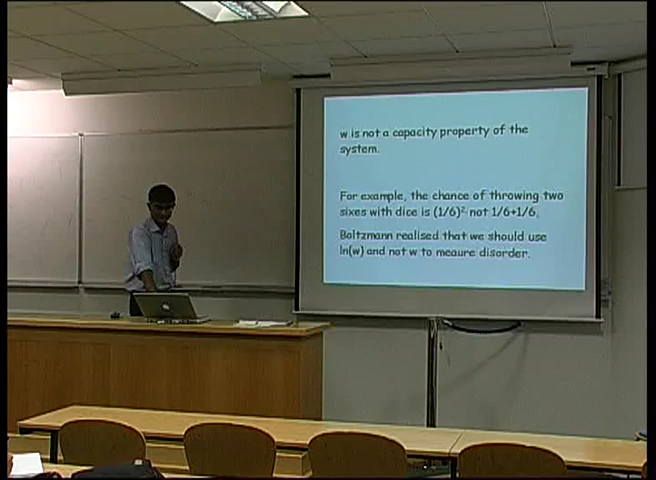 w is not a capacity property of the
system.
For example, the chance of throwing two
sixes with dice is (1/6)² not 1/6+1/6.
Boltzmann realised that we should use
ln(w) and not w to meaure disorder.